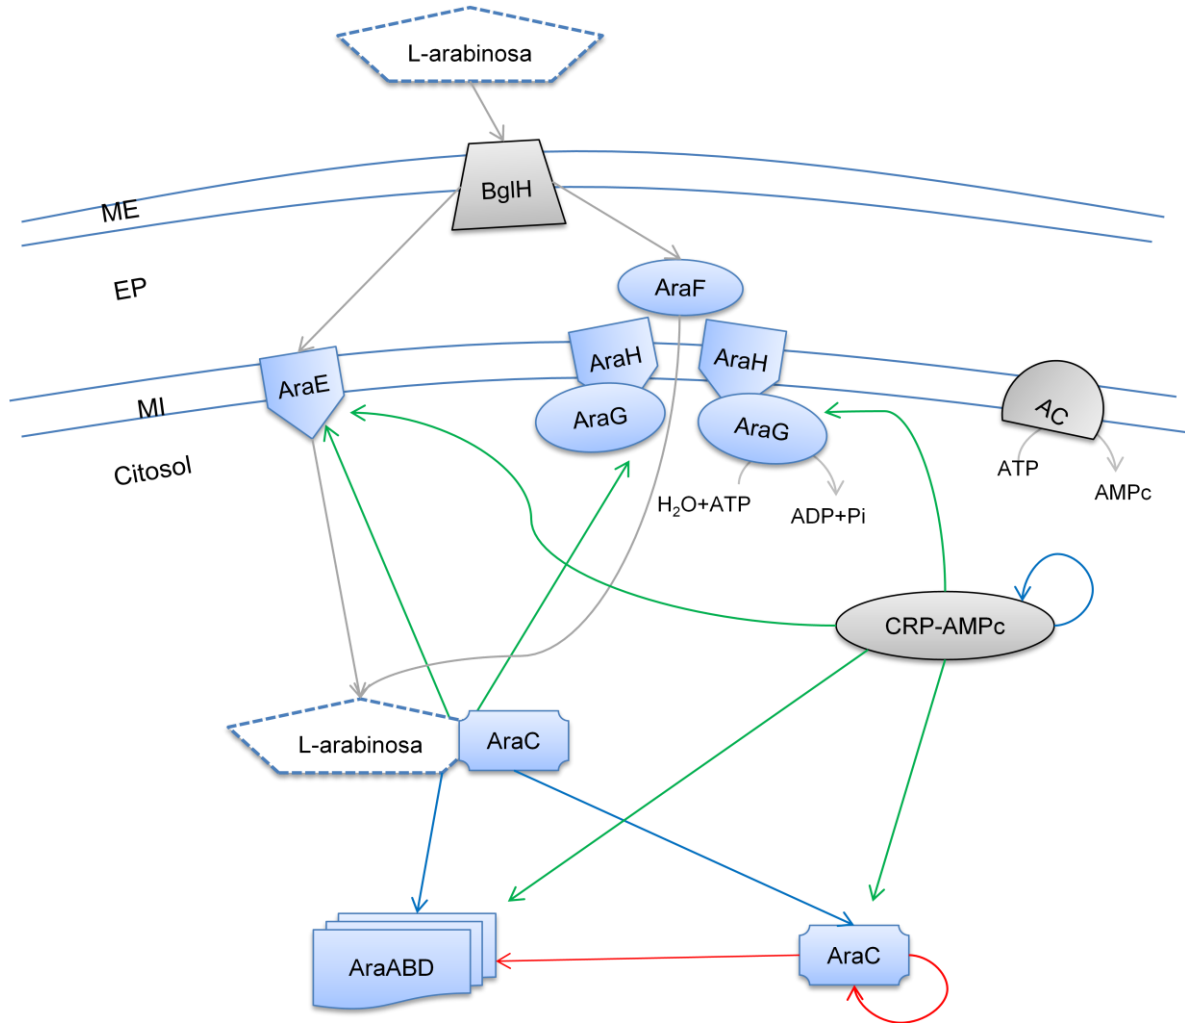 L-arabinosa
BglH
ME
EP
AraF
AraH
AraH
AraE
MI
AraG
AraG
AC
Citosol
ATP
AMPc
H₂O+ATP
ADP+Pi
CRP-AMPc
L-arabinosa
AraC
AraABD
AraC